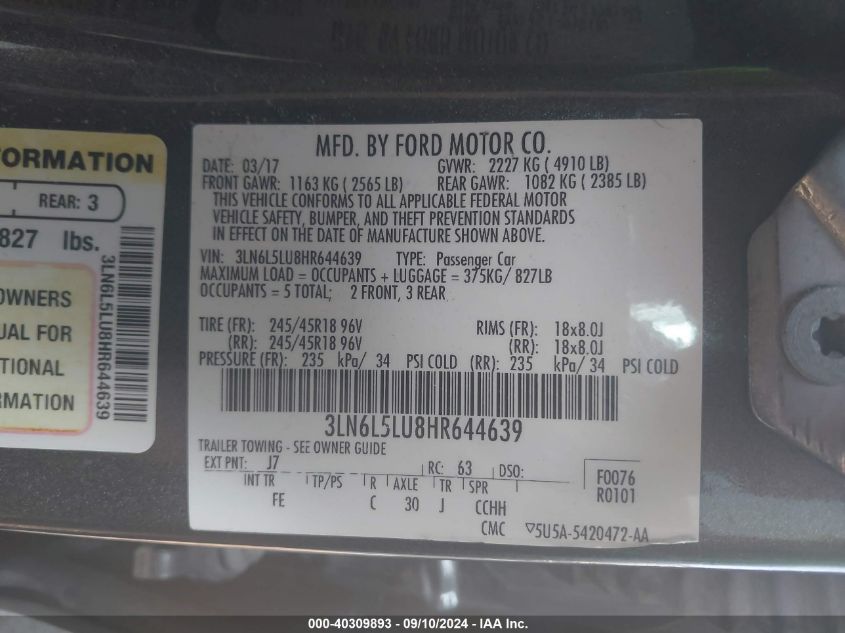 FORMATION
REAR: 3
827 lbs.
OWNERS
UAL FOR
TIONAL
RMATION
3LN6L5LU8HR644639
MFD. BY FORD MOTOR CO.
DATE: 03/17 GVWR: 2227 KG ( 4910 LB)
FRONT GAWR: 1163 KG ( 2565 LB) REAR GAWR: 1082 KG ( 2385 LB)
THIS VEHICLE CONFORMS TO ALL APPLICABLE FEDERAL MOTOR
VEHICLE SAFETY, BUMPER, AND THEFT PREVENTION STANDARDS
IN EFFECT ON THE DATE OF MANUFACTURE SHOWN ABOVE.
VIN: 3LN6L5LU8HR644639 TYPE: Passenger Car
MAXIMUM LOAD = OCCUPANTS + LUGGAGE = 375KG/ 827LB
OCCUPANTS = 5 TOTAL; 2 FRONT, 3 REAR
TIRE (FR): 245/45R18 96V RIMS (FR): 18x8.0J
(RR): 245/45R18 96V (RR): 18x8.0J
PRESSURE (FR): 235 kPa/ 34 PSI COLD (RR): 235 kPa/ 34 PSI COLD
3LN6L5LU8HR644639
TRAILER TOWING - SEE OWNER GUIDE
EXT PNT: J7 RC: 63 DSO:
INT TR TP/PS R AXLE TR SPR
FE C 30 J CCHH
F0076
R0101
CMC ▽5U5A-5420472-AA
000-40309893 - 09/10/2024 - IAAI INC.